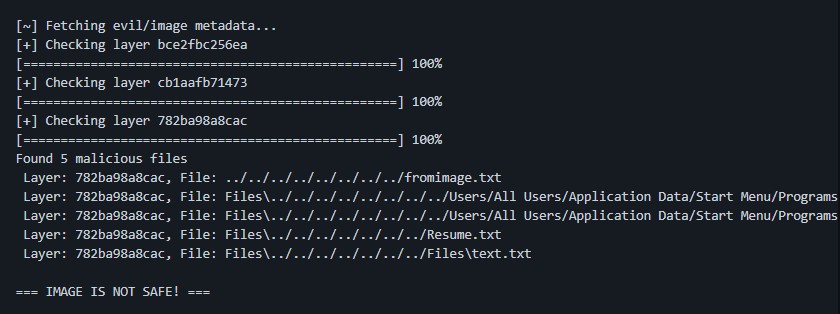 [~] Fetching evil/image metadata...
[+] Checking layer bce2fbc256ea
[==================================================] 100%
[+] Checking layer cb1aafb71473
[==================================================] 100%
[+] Checking layer 782ba98a8cac
[==================================================] 100%
Found 5 malicious files
 Layer: 782ba98a8cac, File: ../../../../../../../../fromimage.txt
 Layer: 782ba98a8cac, File: Files\../../../../../../../Users/All Users/Application Data/Start Menu/Programs
 Layer: 782ba98a8cac, File: Files\../../../../../../../Users/All Users/Application Data/Start Menu/Programs
 Layer: 782ba98a8cac, File: Files\../../../../../../Resume.txt
 Layer: 782ba98a8cac, File: Files\../../../../../../Files\text.txt

=== IMAGE IS NOT SAFE! ===